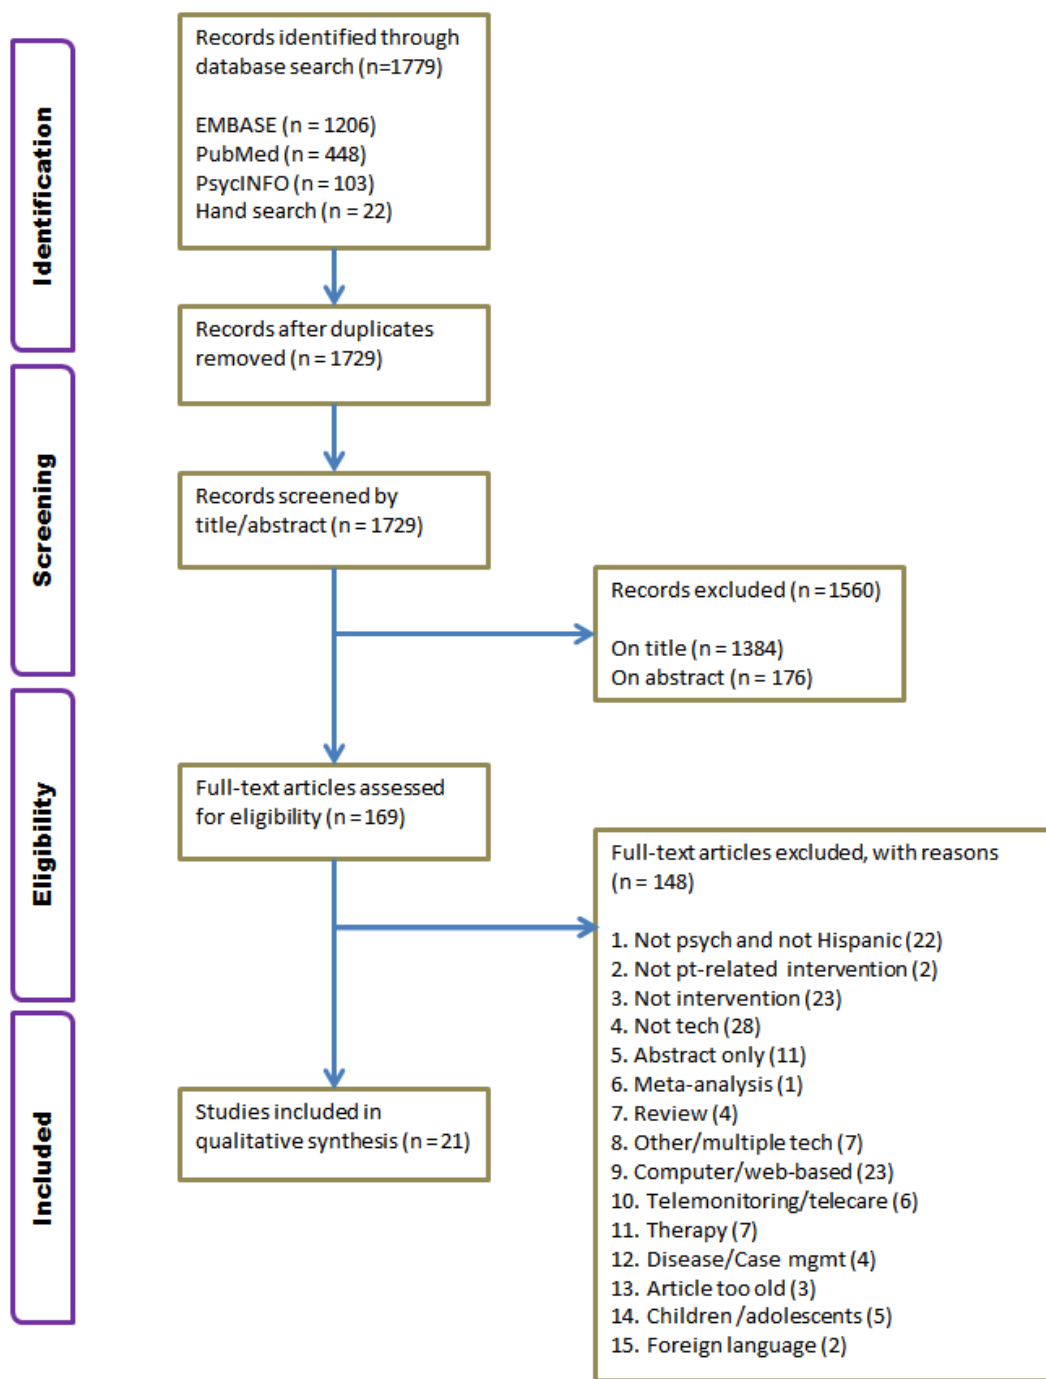 Identification
Records identified through
database search (n=1779)
EMBASE (n = 1206)
PubMed (n = 448)
PsycINFO (n = 103)
Hand search (n = 22)
Records after duplicates
removed (n = 1729)
Screening
Records screened by
title/abstract (n = 1729)
Records excluded (n = 1560)
On title (n = 1384)
On abstract (n = 176)
Eligibility
Full-text articles assessed
for eligibility (n = 169)
Full-text articles excluded, with reasons
(n = 148)
1. Not psych and not Hispanic (22)
2. Not pt-related intervention (2)
3. Not intervention (23)
4. Not tech (28)
5. Abstract only (11)
6. Meta-analysis (1)
7. Review (4)
8. Other/multiple tech (7)
9. Computer/web-based (23)
10. Telemonitoring/telecare (6)
11. Therapy (7)
12. Disease/Case mgmt (4)
13. Article too old (3)
14. Children /adolescents (5)
15. Foreign language (2)
Included
Studies included in
qualitative synthesis (n = 21)